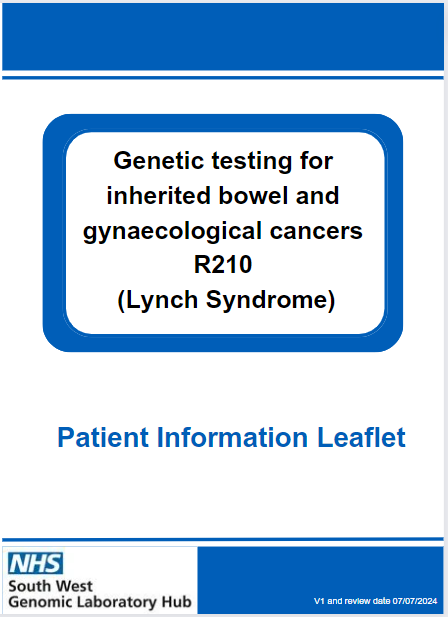 Genetic testing for
inherited bowel and
gynaecological cancers
R210
(Lynch Syndrome)
Patient Information Leaflet
NHS
South West
Genomic Laboratory Hub
V1 and review date 07/07/2024